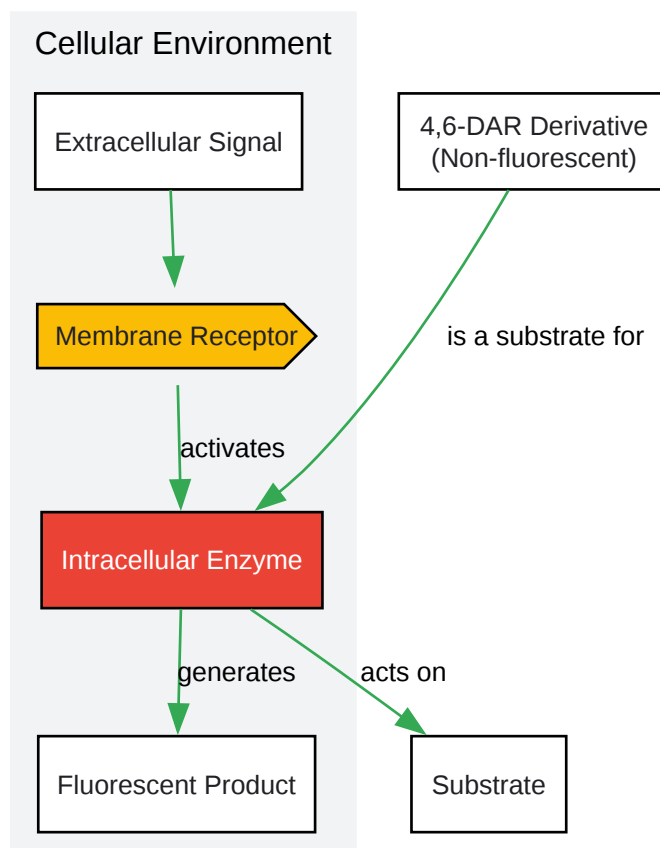 Cellular Environment
Extracellular Signal
4,6-DAR Derivative
(Non-fluorescent)
Membrane Receptor
is a substrate for
activates
Intracellular Enzyme
generates
acts on
Fluorescent Product
Substrate